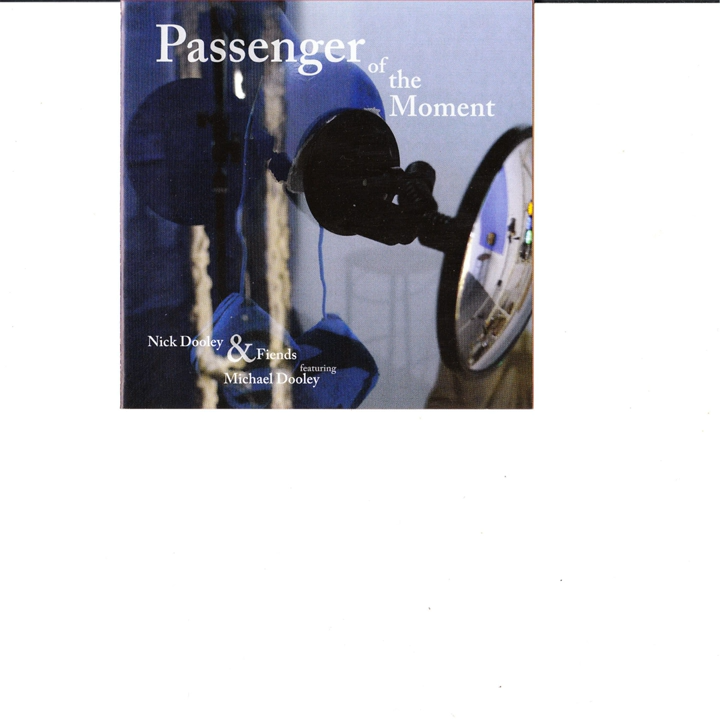 Passenger
of
the
Moment
Nick Dooley
& Fiends
featuring
Michael Dooley